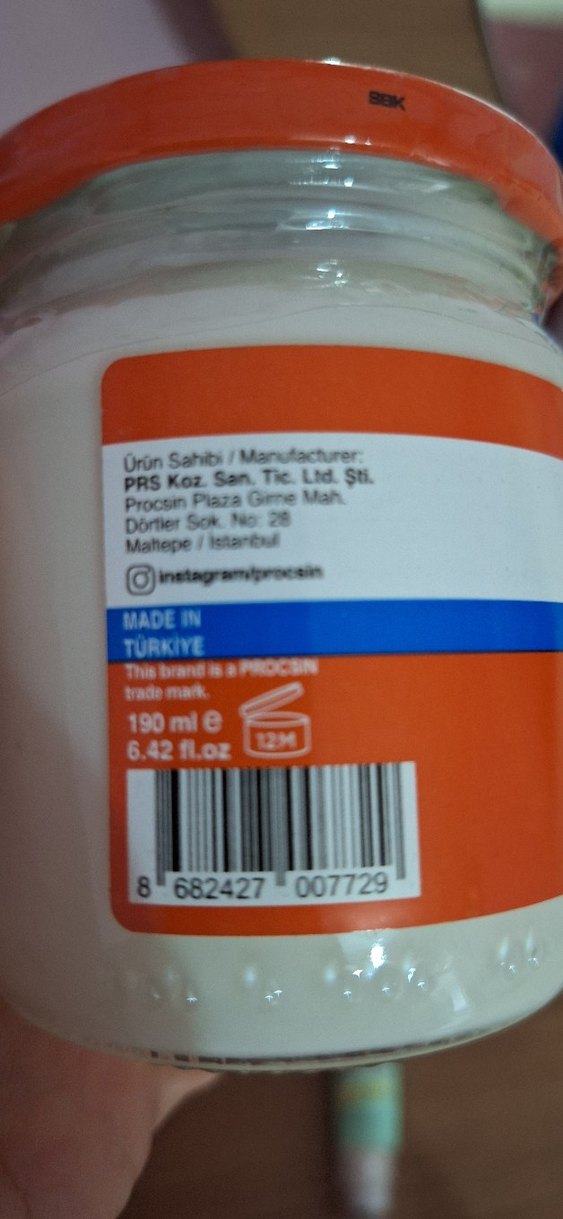 BBK
Ürün Sahibi / Manufacturer:
PRS Koz. San. Tic. Ltd. Şti.
Procsin Plaza Girne Mah.
Dörtler Sok. No: 28
Maltepe / İstanbul
instagram/procsin
MADE IN
TÜRKİYE
This brand is a PROCSIN
trade mark.
190 ml e
6.42 fl.oz
12M
8 682427 007729